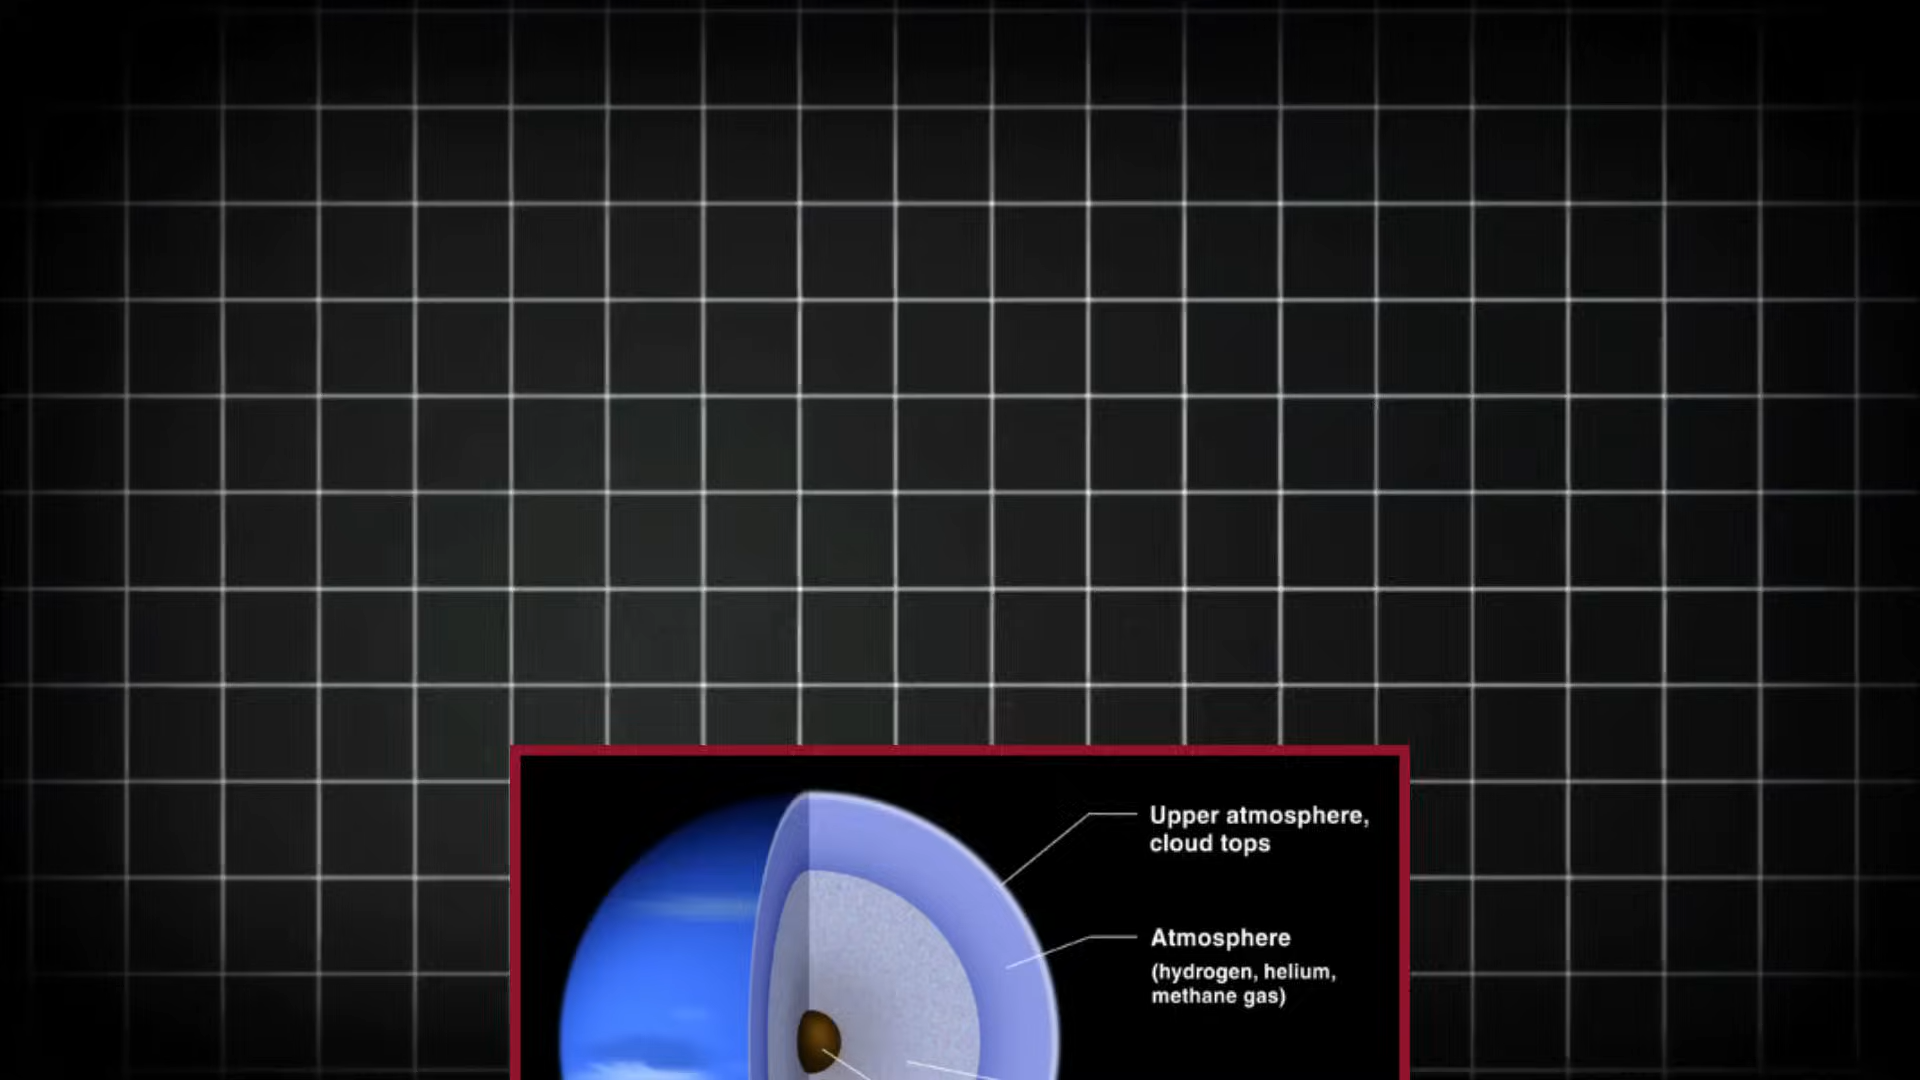 Upper atmosphere,
cloud tops
Atmosphere
(hydrogen, helium,
methane gas)